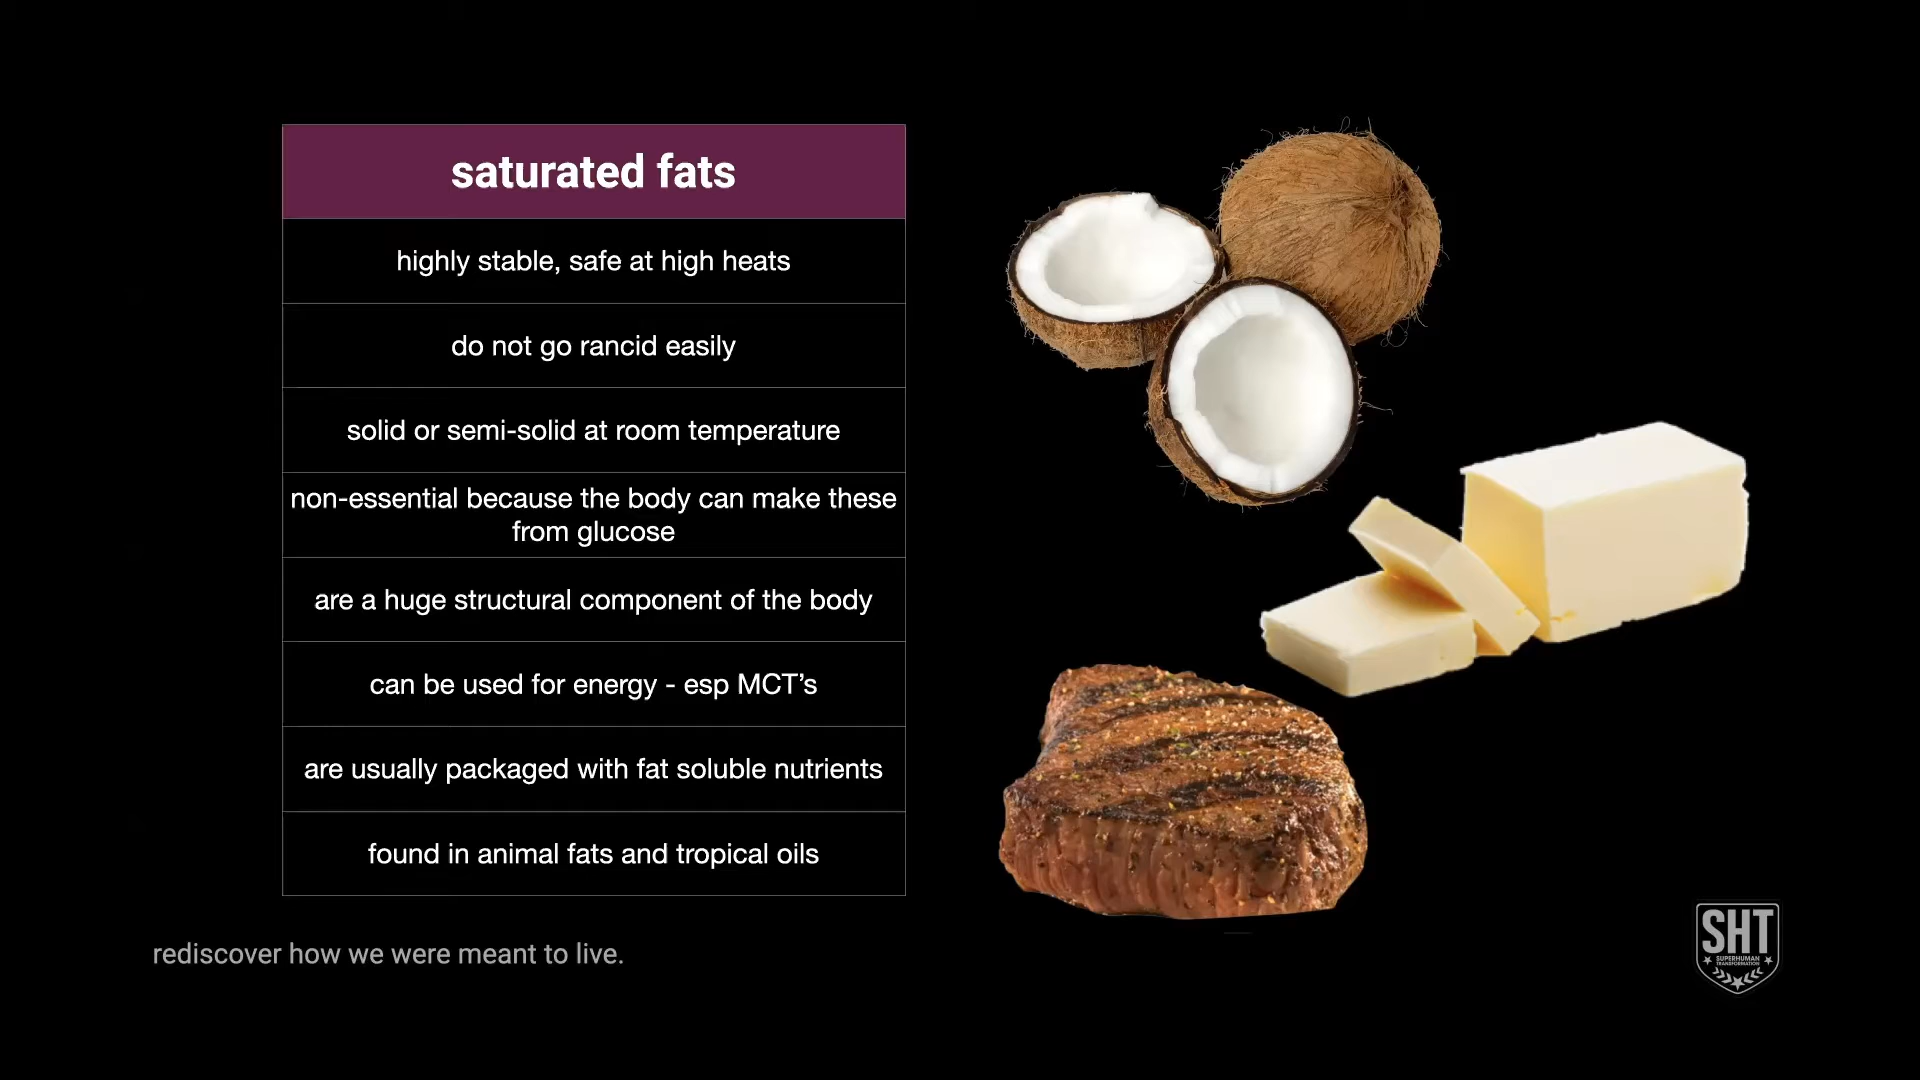 saturated fats
highly stable, safe at high heats
do not go rancid easily
solid or semi-solid at room temperature
non-essential because the body can make these
from glucose
are a huge structural component of the body
can be used for energy - esp MCT’s
are usually packaged with fat soluble nutrients
found in animal fats and tropical oils
rediscover how we were meant to live.
SHT
SUPERHUMAN
TRANSFORMATION